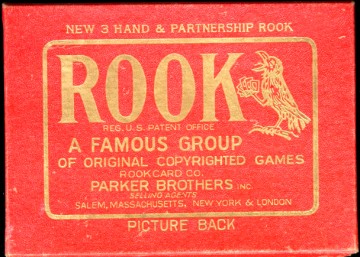 NEW 3 HAND & PARTNERSHIP ROOK
ROOK
REG. U.S. PATENT OFFICE
A FAMOUS GROUP
OF ORIGINAL COPYRIGHTED GAMES
ROOKCARD CO.
PARKER BROTHERS INC
SELLING AGENTS
SALEM, MASSACHUSETTS, NEW YORK & LONDON
PICTURE BACK